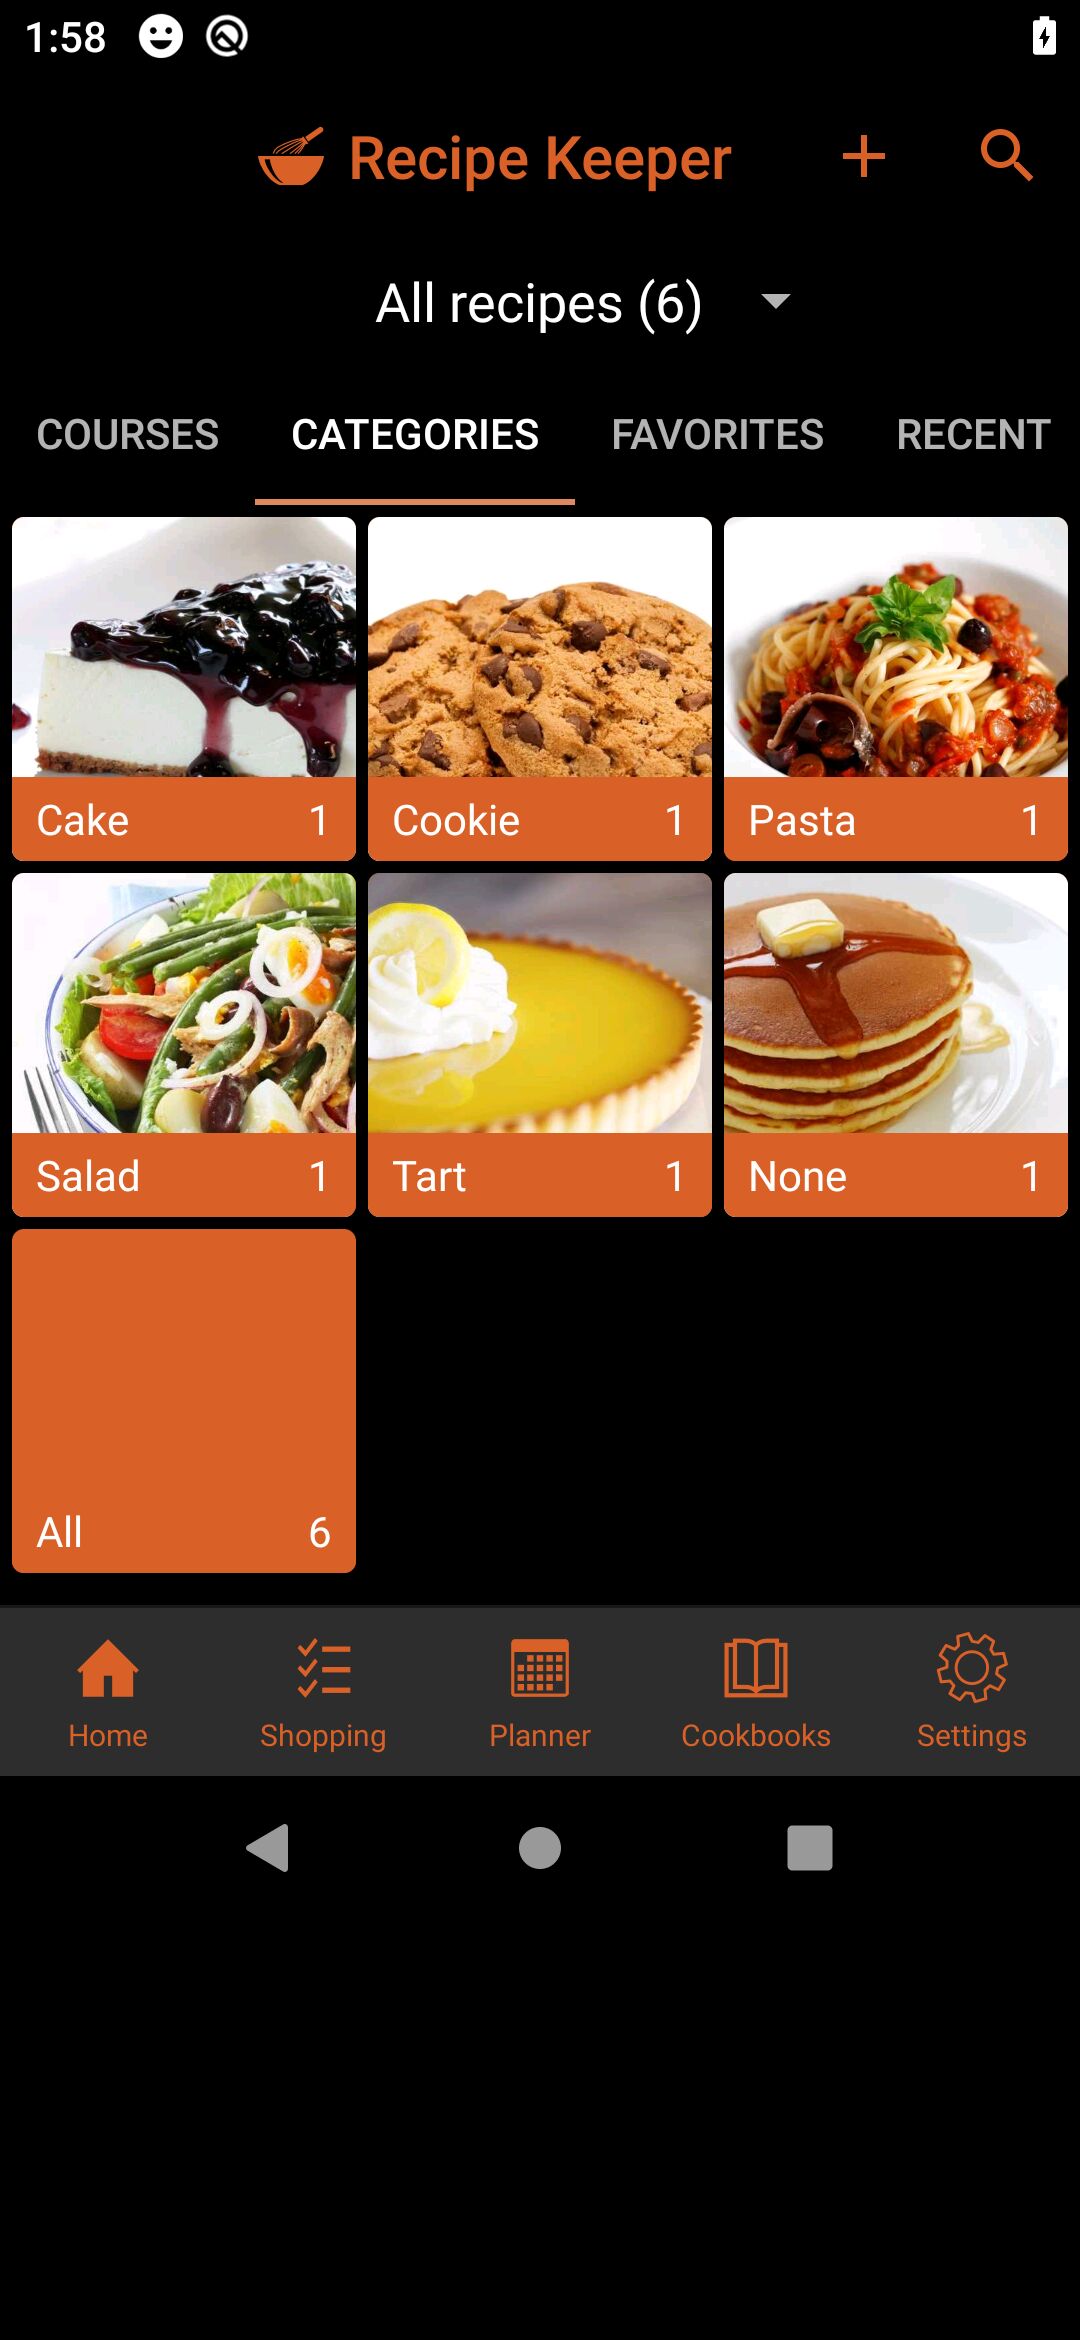 1:58
Recipe Keeper
All recipes (6)
COURSES CATEGORIES FAVORITES RECENT
Cake 1 Cookie 1 Pasta 1
Salad 1 Tart 1 None 1
All 6
Home Shopping Planner Cookbooks Settings